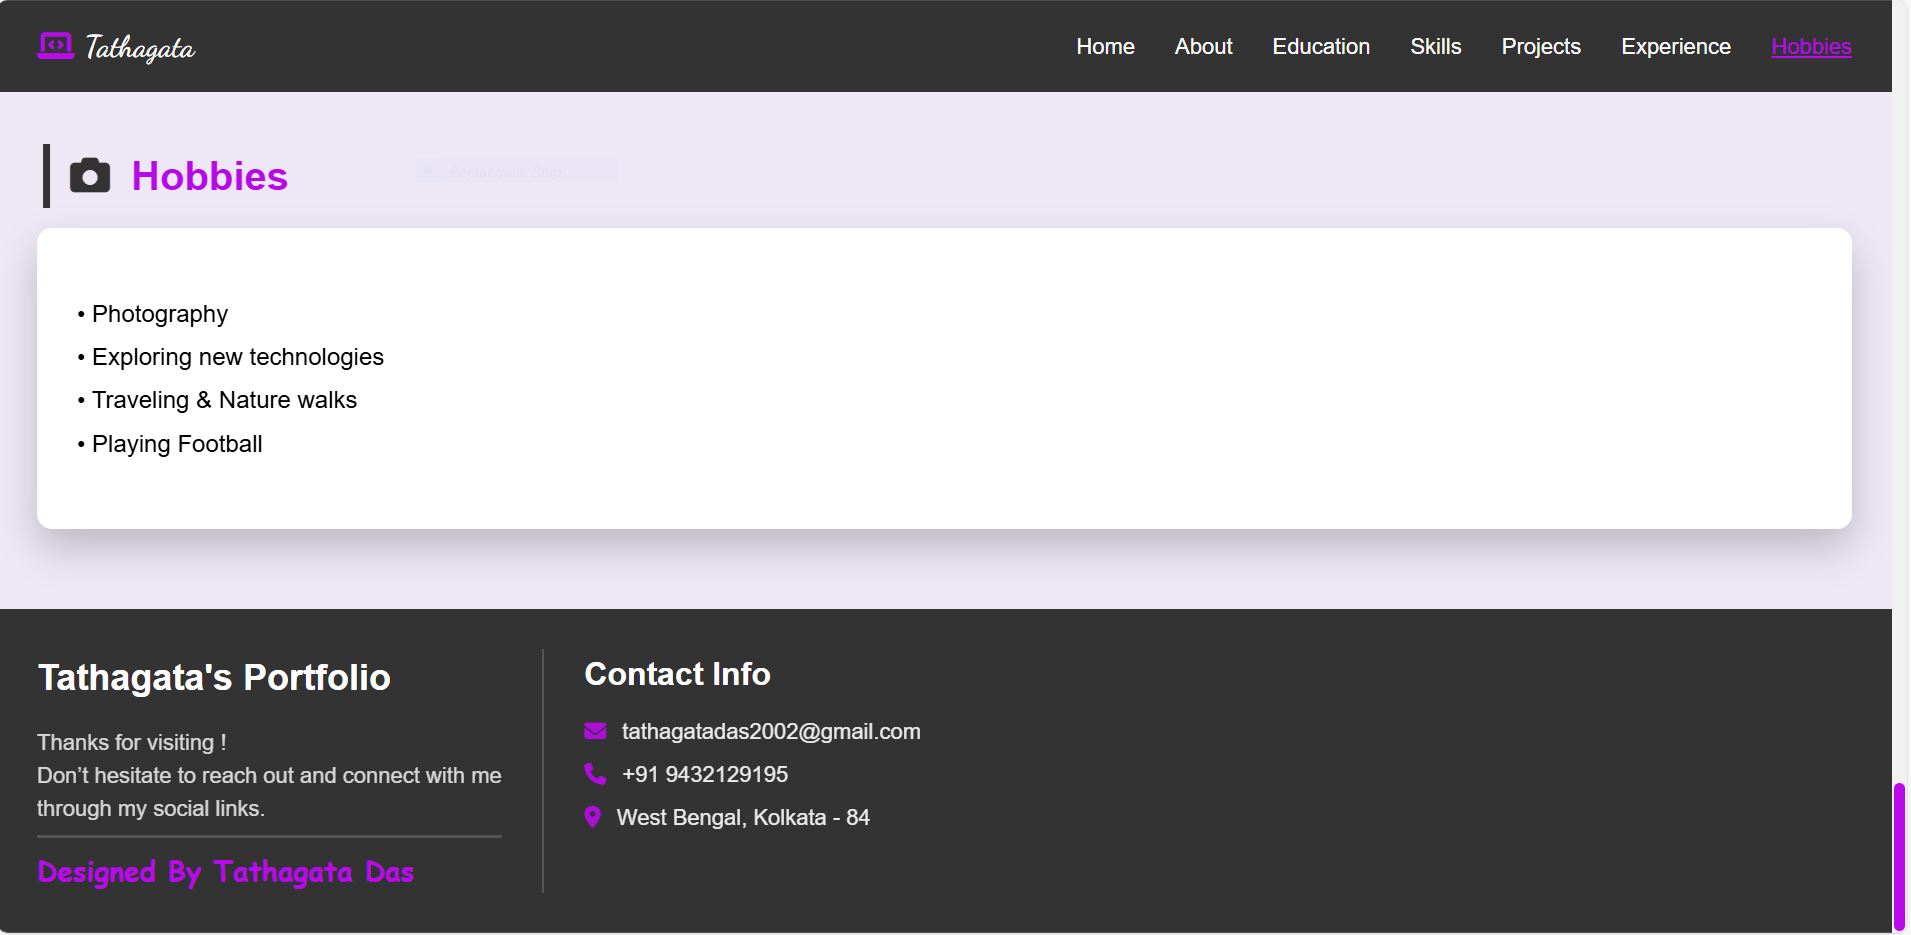 Tathagata
Home About Education Skills Projects Experience Hobbies
Hobbies
Rectangular Snip
• Photography
• Exploring new technologies
• Traveling & Nature walks
• Playing Football
Tathagata's Portfolio
Thanks for visiting !
Don’t hesitate to reach out and connect with me
through my social links.
Designed By Tathagata Das
Contact Info
tathagatadas2002@gmail.com
+91 9432129195
West Bengal, Kolkata - 84